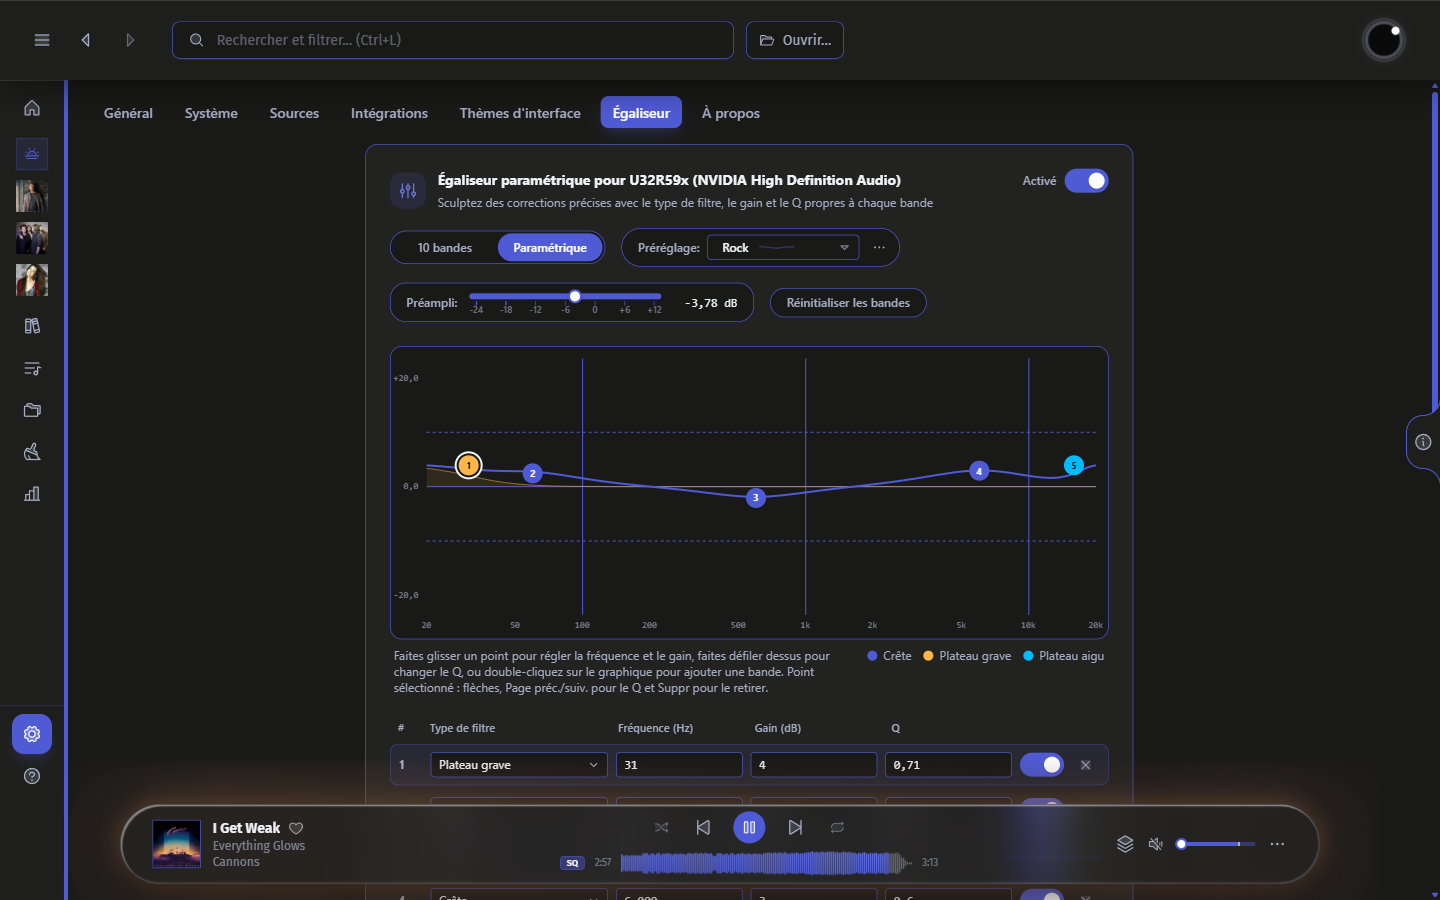 Rechercher et filtrer... (Ctrl+L)
Ouvrir...
Général
Système
Sources
Intégrations
Thèmes d'interface
Égaliseur
À propos
Égaliseur paramétrique pour U32R59x (NVIDIA High Definition Audio)
Sculptez des corrections précises avec le type de filtre, le gain et le Q propres à chaque bande
Activé
10 bandes
Paramétrique
Préréglage:
Rock
Préampli:
-24 -18 -12 -6 0 +6 +12
-3,78 dB
Réinitialiser les bandes
+20,0
0,0
-20,0
1
2
3
4
5
20 50 100 200 500 1k 2k 5k 10k 20k
Faites glisser un point pour régler la fréquence et le gain, faites défiler dessus pour
changer le Q, ou double-cliquez sur le graphique pour ajouter une bande. Point
sélectionné : flèches, Page préc./suiv. pour le Q et Suppr pour le retirer.
Crête
Plateau grave
Plateau aigu
# Type de filtre Fréquence (Hz) Gain (dB) Q
1 Plateau grave 31 4 0,71
I Get Weak
Everything Glows
Cannons
SQ
2:57
3:13